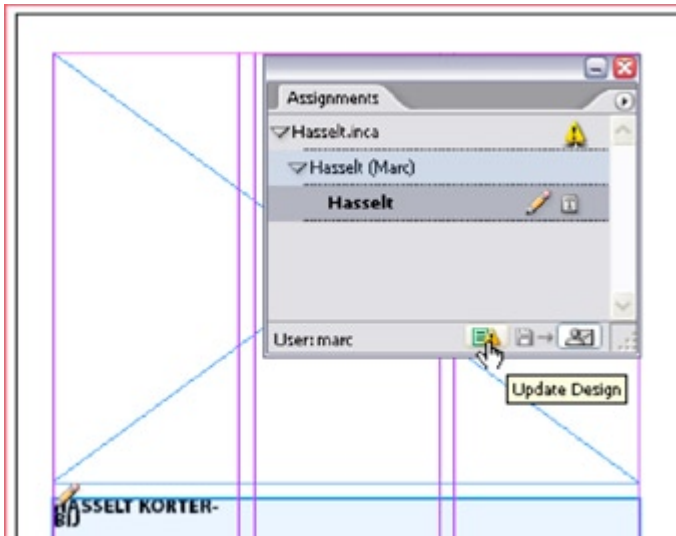 Assignments
Hasselt.inca
Hasselt (Marc)
Hasselt
User: marc
Update Design
HASSELT KORTER-
BIJ